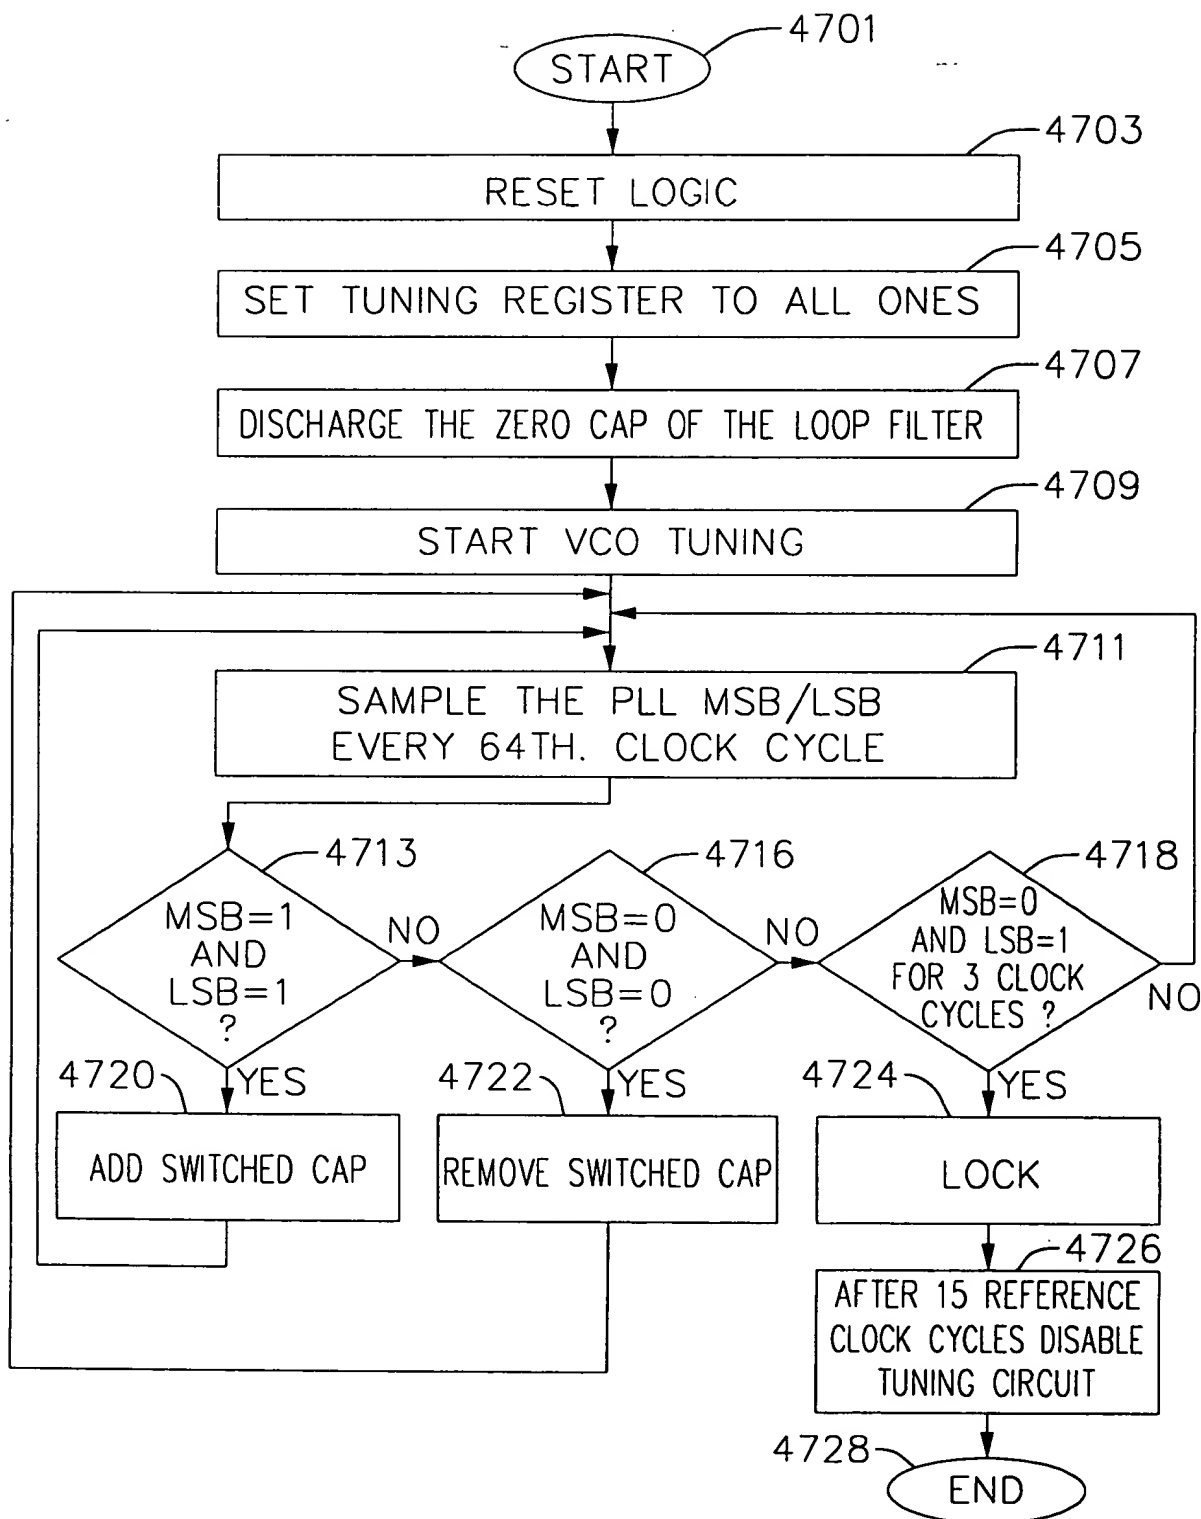 4701
START
4703
RESET LOGIC
4705
SET TUNING REGISTER TO ALL ONES
4707
DISCHARGE THE ZERO CAP OF THE LOOP FILTER
4709
START VCO TUNING
4711
SAMPLE THE PLL MSB/LSB
EVERY 64TH. CLOCK CYCLE
4713
MSB=1
AND
LSB=1
?
NO
4716
MSB=0
AND
LSB=0
?
NO
4718
MSB=0
AND LSB=1
FOR 3 CLOCK
CYCLES ?
NO
4720
YES
ADD SWITCHED CAP
4722
YES
REMOVE SWITCHED CAP
4724
YES
LOCK
4726
AFTER 15 REFERENCE
CLOCK CYCLES DISABLE
TUNING CIRCUIT
4728
END